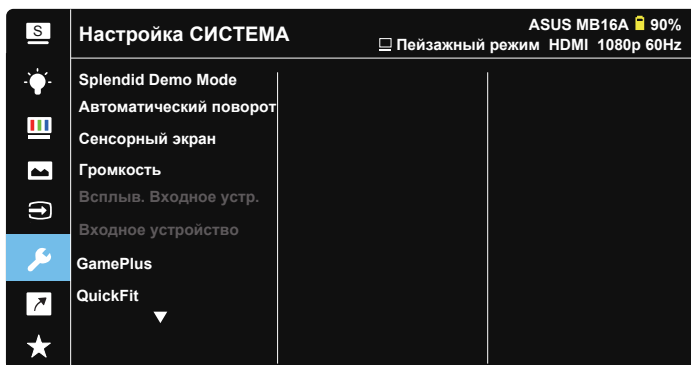 S
Настройка СИСТЕМА
ASUS MB16A 90%
Пейзажный режим HDMI 1080p 60Hz
Splendid Demo Mode
Автоматический поворот
Сенсорный экран
Громкость
Всплыв. Входное устр.
Входное устройство
GamePlus
QuickFit